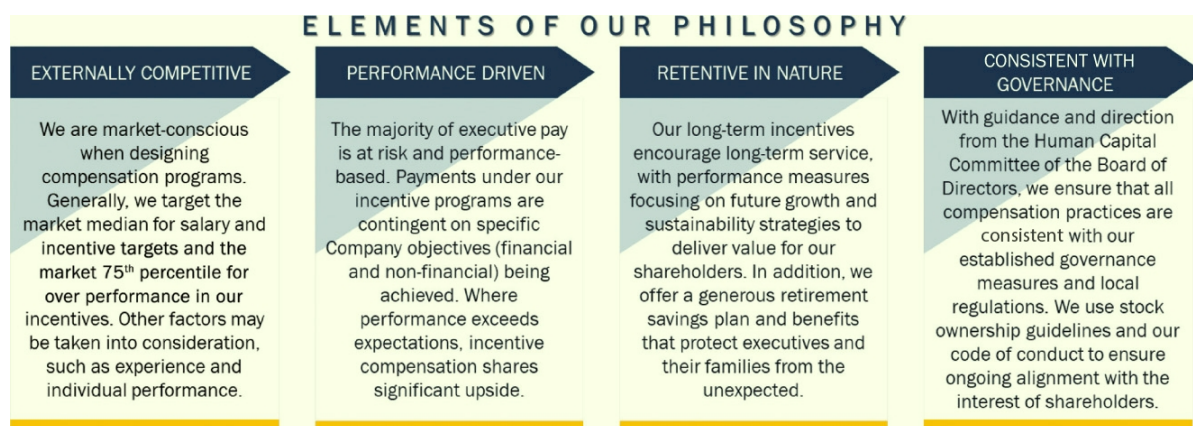 ELEMENTS OF OUR PHILOSOPHY
EXTERNALLY COMPETITIVE
We are market-conscious
when designing
compensation programs.
Generally, we target the
market median for salary and
incentive targets and the
market 75th percentile for
over performance in our
incentives. Other factors may
be taken into consideration,
such as experience and
individual performance.
PERFORMANCE DRIVEN
The majority of executive pay
is at risk and performance-
based. Payments under our
incentive programs are
contingent on specific
Company objectives (financial
and non-financial) being
achieved. Where
performance exceeds
expectations, incentive
compensation shares
significant upside.
RETENTIVE IN NATURE
Our long-term incentives
encourage long-term service,
with performance measures
focusing on future growth and
sustainability strategies to
deliver value for our
shareholders. In addition, we
offer a generous retirement
savings plan and benefits
that protect executives and
their families from the
unexpected.
CONSISTENT WITH
GOVERNANCE
With guidance and direction
from the Human Capital
Committee of the Board of
Directors, we ensure that all
compensation practices are
consistent with our
established governance
measures and local
regulations. We use stock
ownership guidelines and our
code of conduct to ensure
ongoing alignment with the
interest of shareholders.